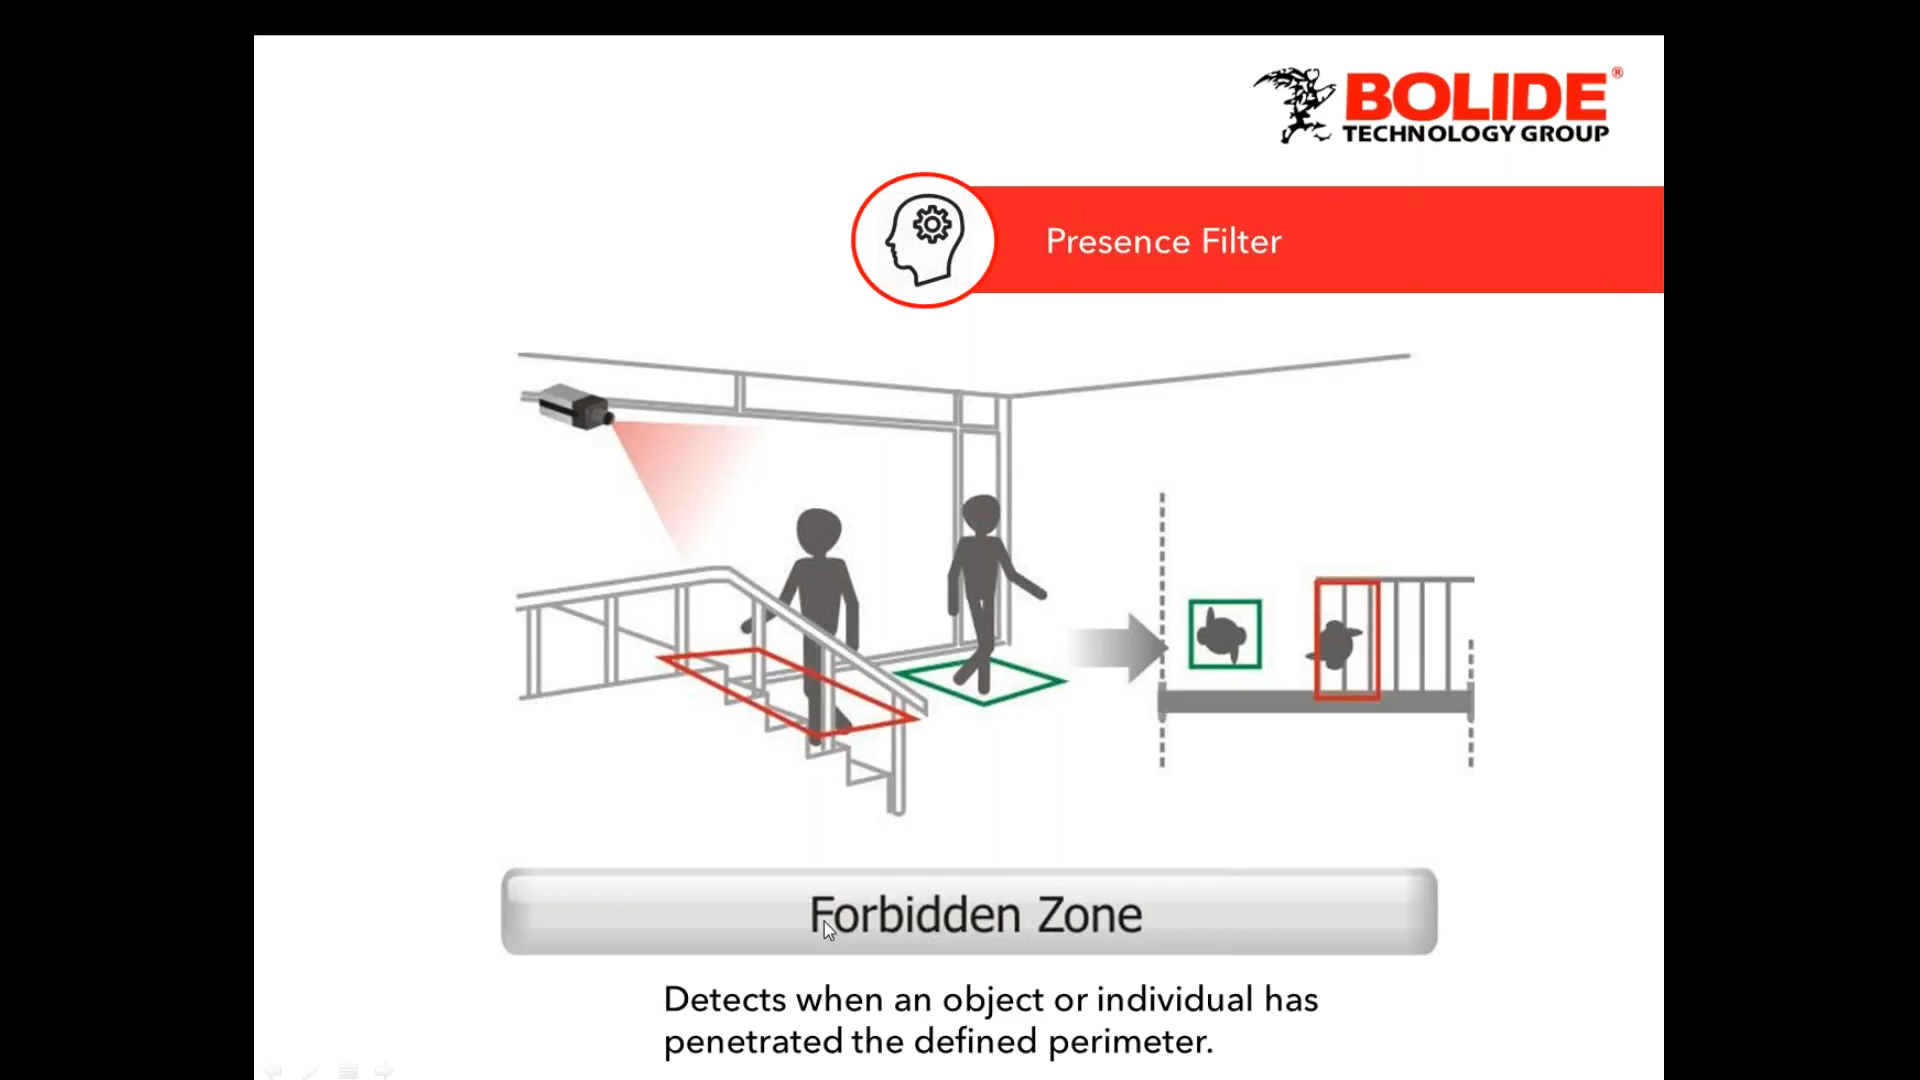 BOLIDE®
TECHNOLOGY GROUP
Presence Filter
Forbidden Zone
Detects when an object or individual has
penetrated the defined perimeter.